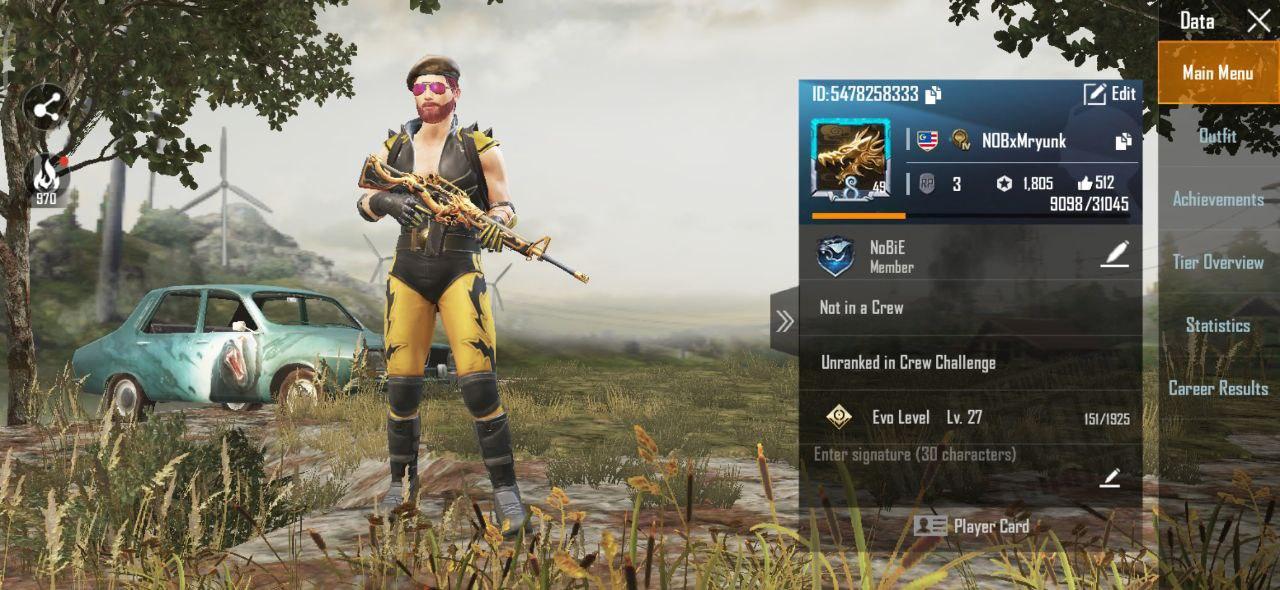 970
ID:5478258333
Edit
49
IV
NOBxMryunk
RP 3 1,805 512
9098/31045
NoBiE
Member
Not in a Crew
Unranked in Crew Challenge
Evo Level Lv. 27 151/1925
Enter signature (30 characters)
Player Card
Data
Main Menu
Outfit
Achievements
Tier Overview
Statistics
Career Results